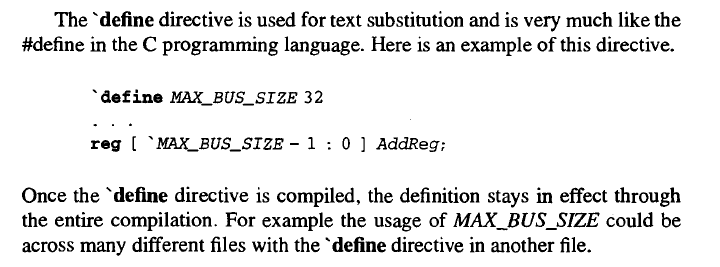 The `define directive is used for text substitution and is very much like the
#define in the C programming language. Here is an example of this directive.
`define MAX_BUS_SIZE 32
. . .
reg [ `MAX_BUS_SIZE - 1 : 0 ] AddReg;
Once the `define directive is compiled, the definition stays in effect through
the entire compilation. For example the usage of MAX_BUS_SIZE could be
across many different files with the `define directive in another file.